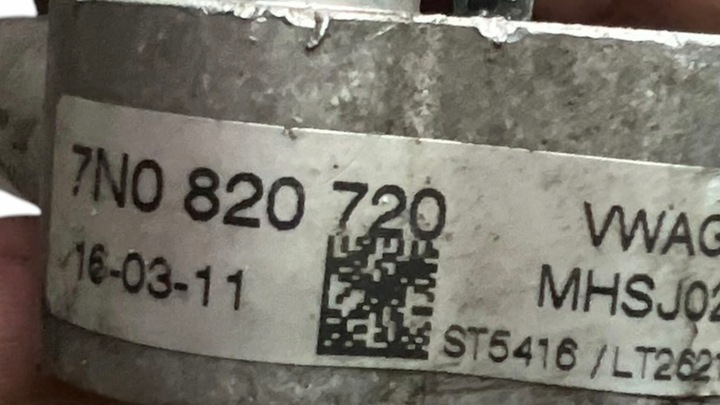 7N0 820 720
VWAG
16-03-11
MHSJ02
ST5416 / LT2621